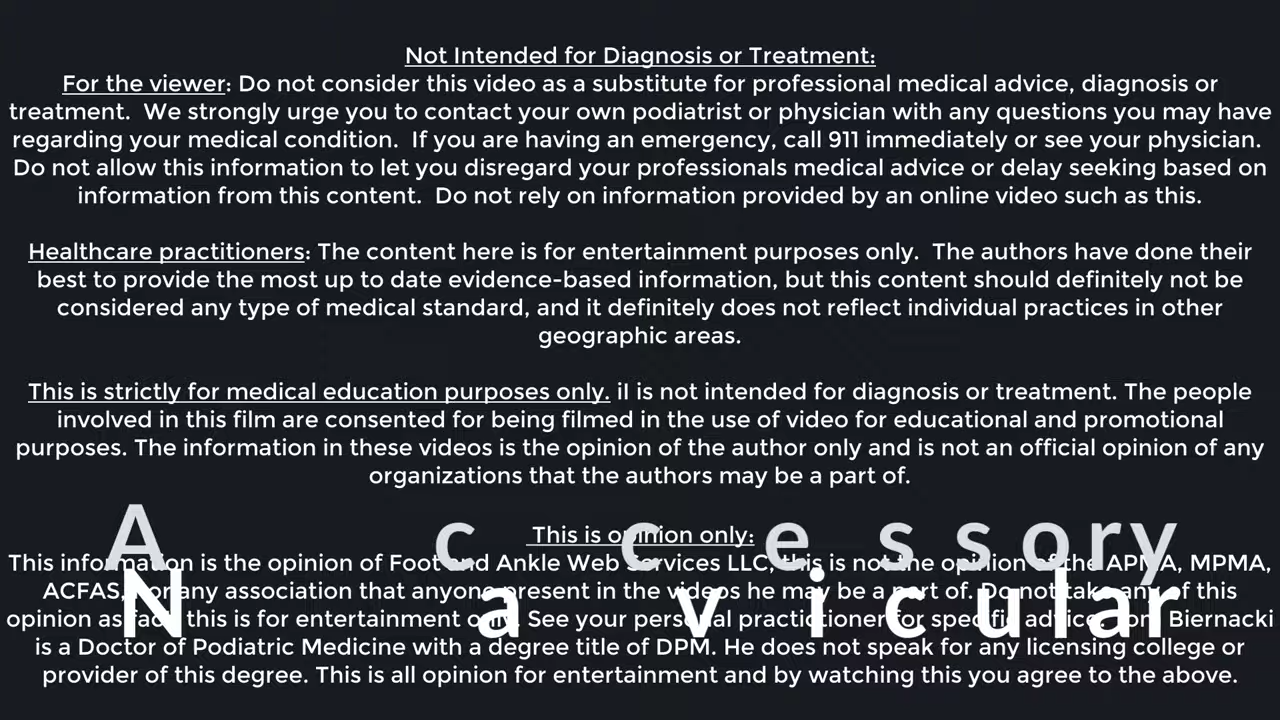 Not Intended for Diagnosis or Treatment:
For the viewer: Do not consider this video as a substitute for professional medical advice, diagnosis or
treatment. We strongly urge you to contact your own podiatrist or physician with any questions you may have
regarding your medical condition. If you are having an emergency, call 911 immediately or see your physician.
Do not allow this information to let you disregard your professionals medical advice or delay seeking based on
information from this content. Do not rely on information provided by an online video such as this.
Healthcare practitioners: The content here is for entertainment purposes only. The authors have done their
best to provide the most up to date evidence-based information, but this content should definitely not be
considered any type of medical standard, and it definitely does not reflect individual practices in other
geographic areas.
This is strictly for medical education purposes only. iI is not intended for diagnosis or treatment. The people
involved in this film are consented for being filmed in the use of video for educational and promotional
purposes. The information in these videos is the opinion of the author only and is not an official opinion of any
organizations that the authors may be a part of.
This is opinion only:
Accessory
This information is the opinion of Foot and Ankle Web Services LLC, this is not the opinion of the APMA, MPMA,
ACFAS, or any association that anyone present in the videos he may be a part of. Do not take any of this
Navicular
opinion as fact, this is for entertainment only. See your personal practictioner for specific advice. Biernacki
is a Doctor of Podiatric Medicine with a degree title of DPM. He does not speak for any licensing college or
provider of this degree. This is all opinion for entertainment and by watching this you agree to the above.